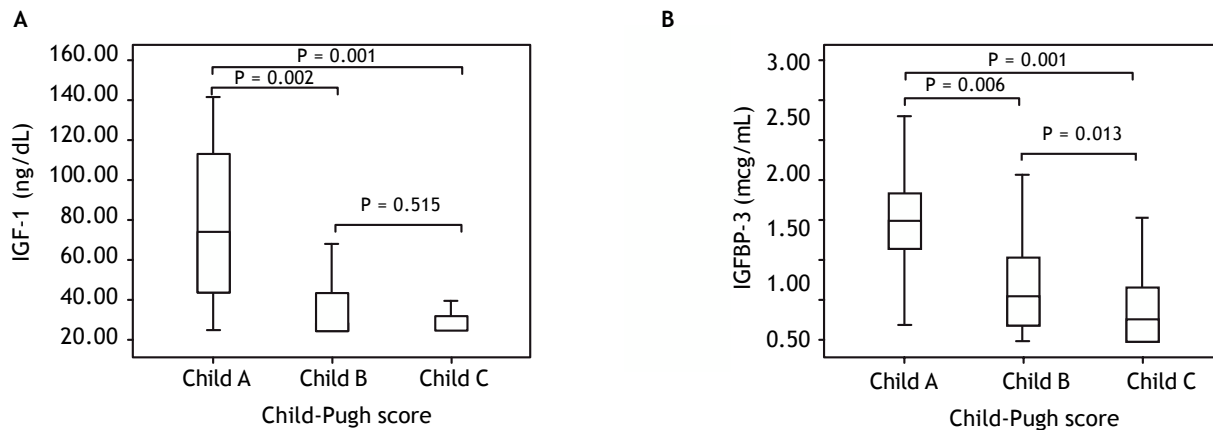 A
IGF-1 (ng/dL)
160.00
140.00
120.00
100.00
80.00
60.00
40.00
20.00
P = 0.001
P = 0.002
P = 0.515
Child A
Child B
Child C
Child-Pugh score
B
IGFBP-3 (mcg/mL)
3.00
2.50
2.00
1.50
1.00
0.50
P = 0.001
P = 0.006
P = 0.013
Child A
Child B
Child C
Child-Pugh score